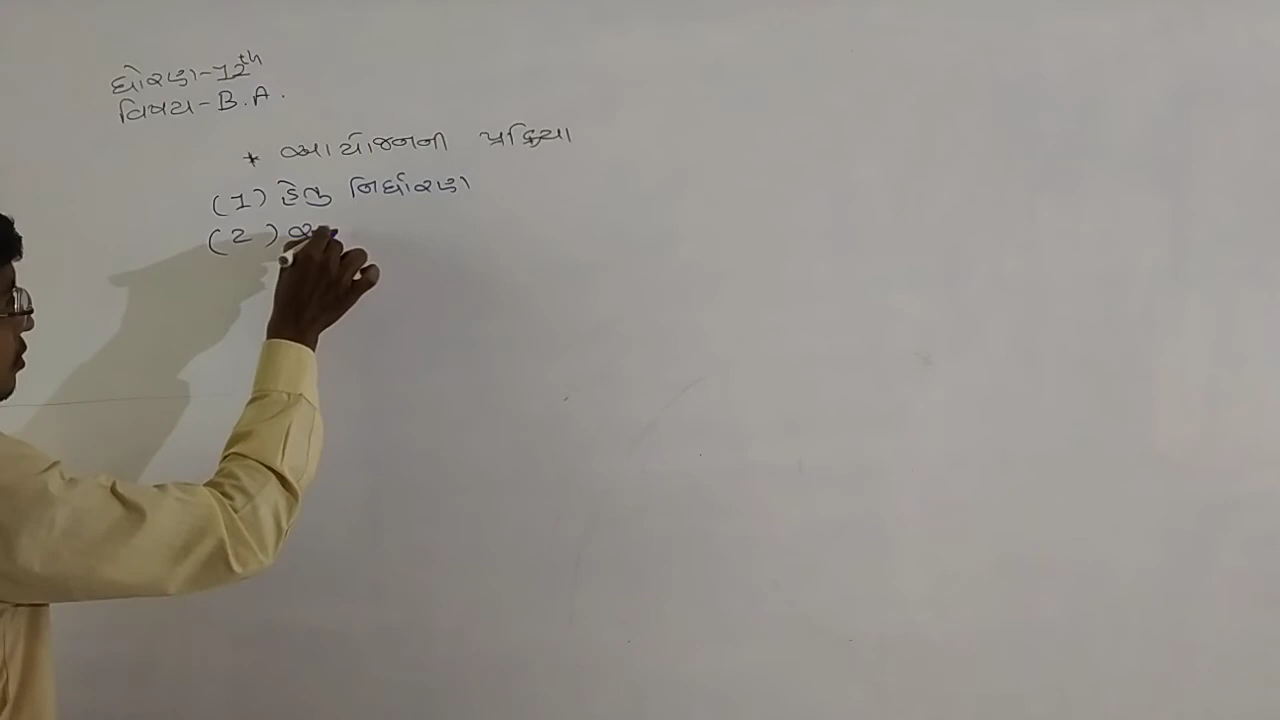 ધોરણ-12th
વિષય-B.A.
* આયોજનની પ્રક્રિયા
(1) હેતુ નિર્ધારણ
(2)